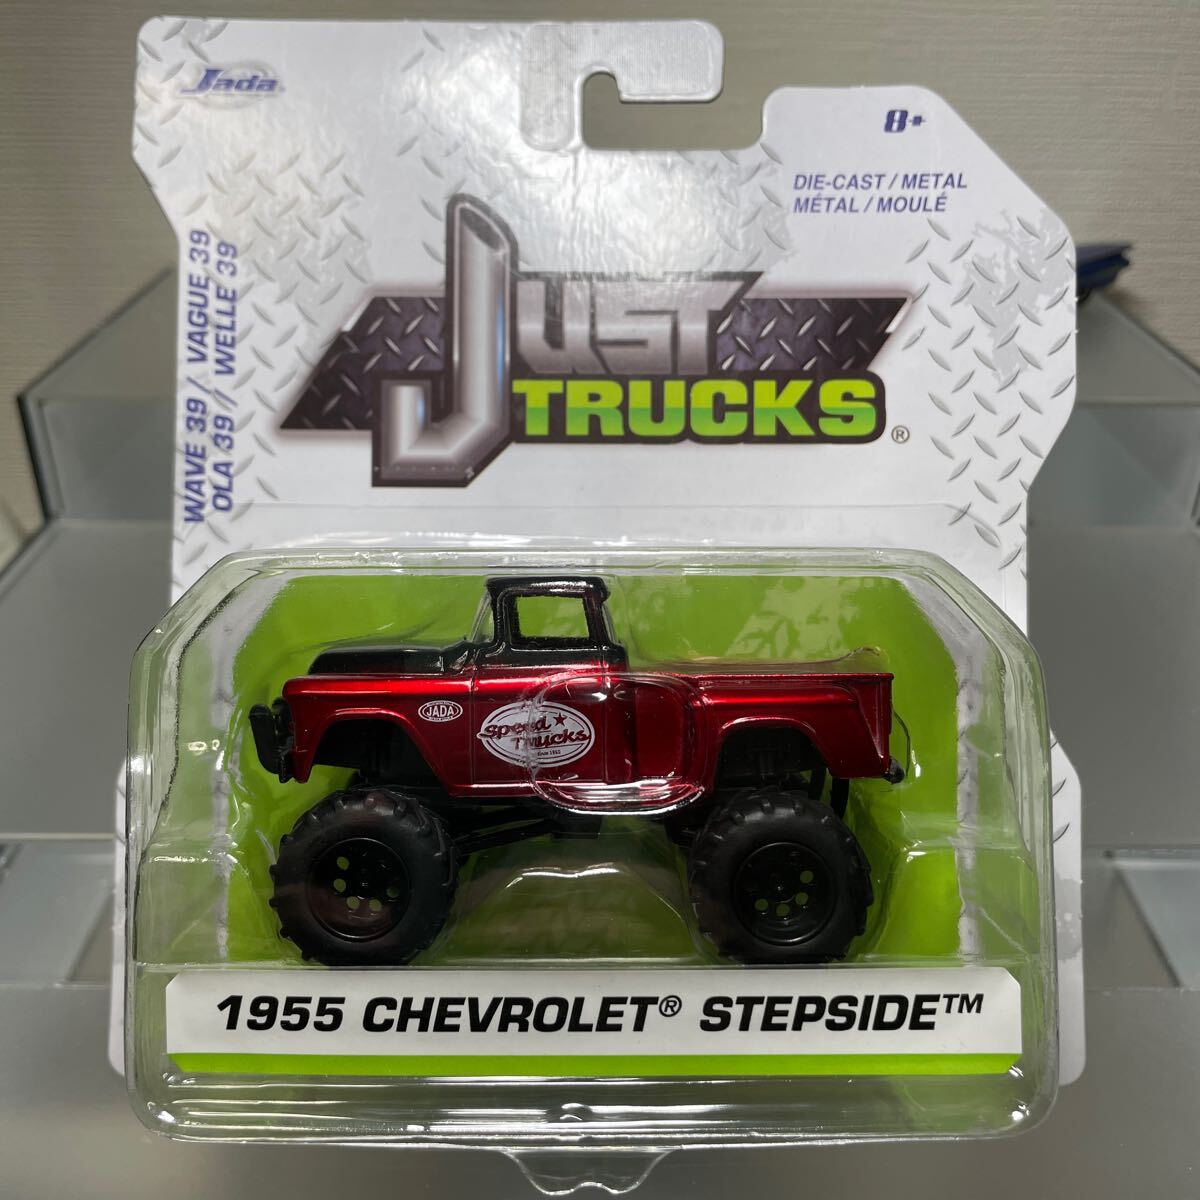 Jada
8+
DIE-CAST / METAL
MÉTAL / MOULÉ
WAVE 39 / VAGUE 39
OLA 39 // WELLE 39
JUST
TRUCKS®
JADA
Speed
Trucks
1955 CHEVROLET® STEPSIDE™